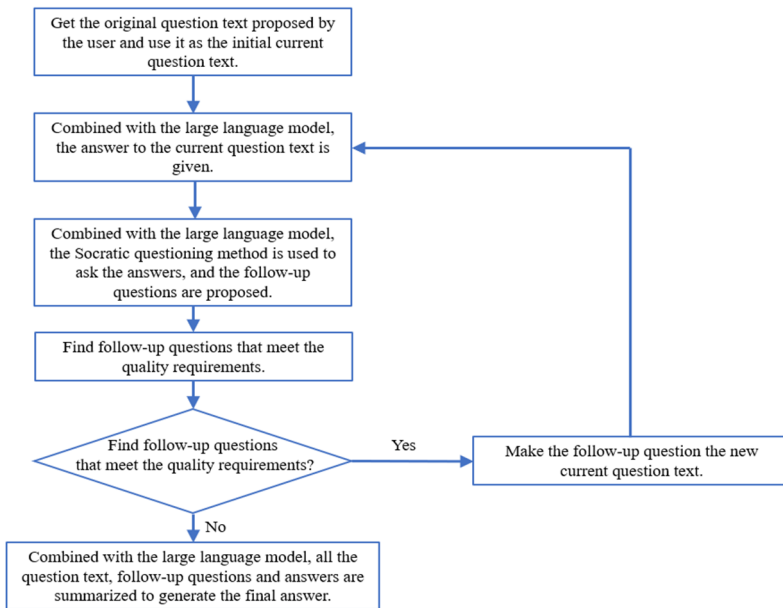 Get the original question text proposed by
the user and use it as the initial current
question text.
Combined with the large language model,
the answer to the current question text is
given.
Combined with the large language model,
the Socratic questioning method is used to
ask the answers, and the follow-up
questions are proposed.
Find follow-up questions that meet the
quality requirements.
Find follow-up questions
that meet the quality requirements?
Yes
Make the follow-up question the new
current question text.
No
Combined with the large language model, all the
question text, follow-up questions and answers are
summarized to generate the final answer.